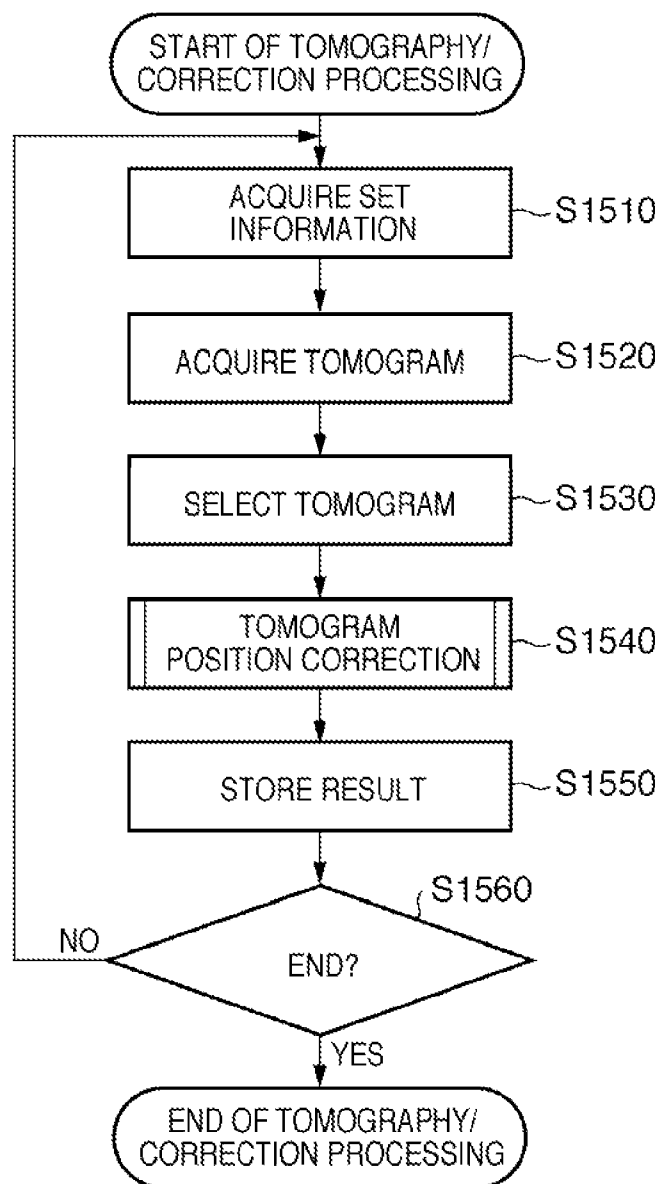 START OF TOMOGRAPHY/
CORRECTION PROCESSING
ACQUIRE SET
INFORMATION
S1510
ACQUIRE TOMOGRAM
S1520
SELECT TOMOGRAM
S1530
TOMOGRAM
POSITION CORRECTION
S1540
STORE RESULT
S1550
S1560
NO
END?
YES
END OF TOMOGRAPHY/
CORRECTION PROCESSING